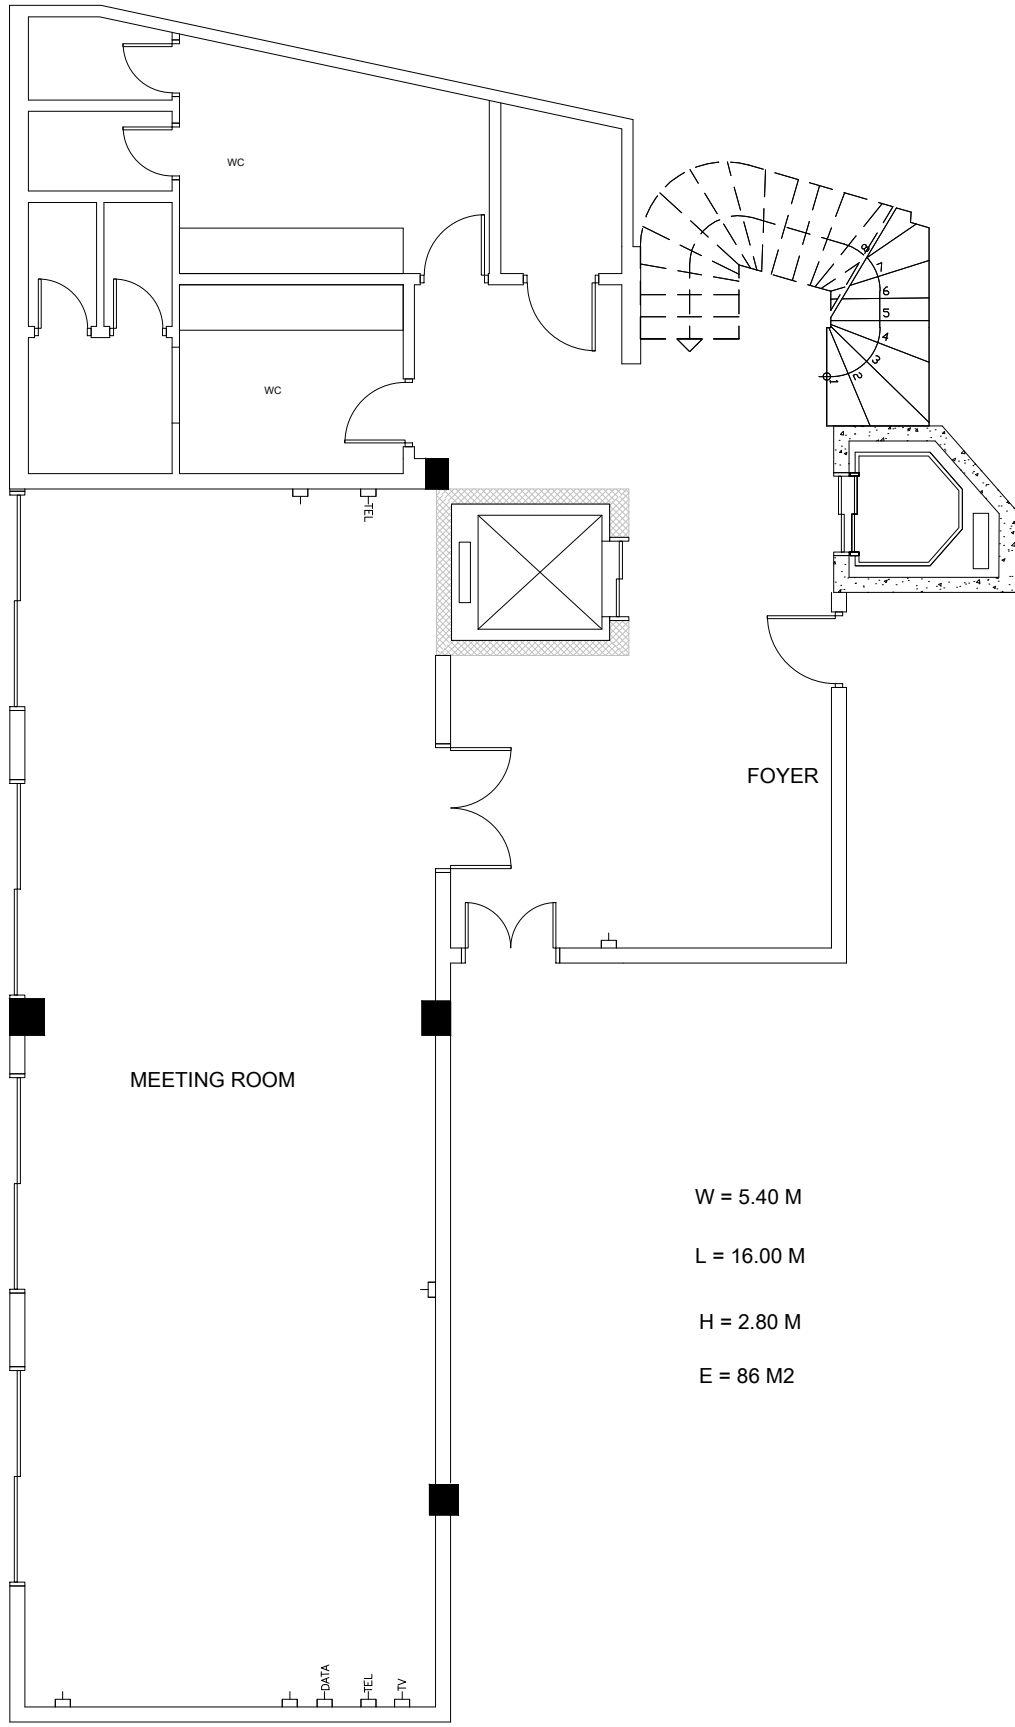 WC
8
7
6
5
4
3
2
1
WC
TEL
FOYER
MEETING ROOM
W = 5.40 M
L = 16.00 M
H = 2.80 M
E = 86 M2
DATA
TEL
TV